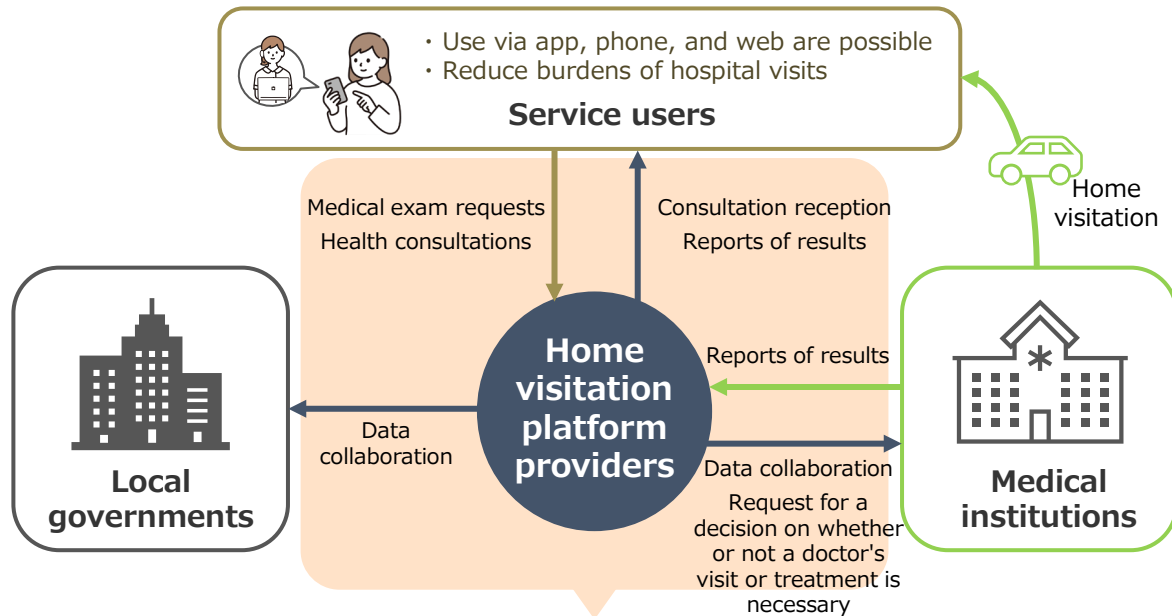 ・Use via app, phone, and web are possible
・Reduce burdens of hospital visits
Service users
Medical exam requests
Health consultations
Consultation reception
Reports of results
Home
visitation
Local
governments
Data
collaboration
Home
visitation
platform
providers
Reports of results
Data collaboration
Request for a
decision on whether
or not a doctor's
visit or treatment is
necessary
Medical
institutions